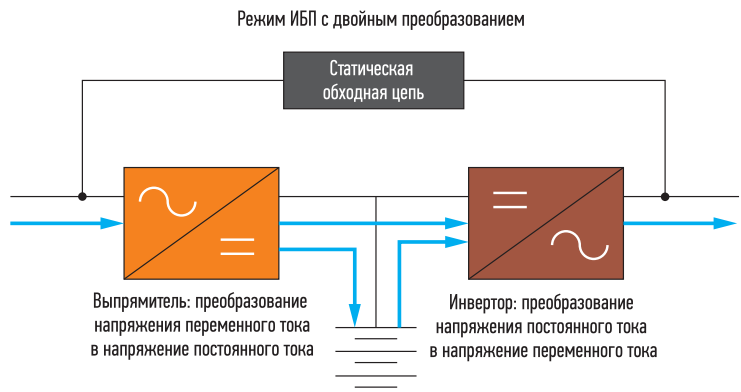 Режим ИБП с двойным преобразованием
Статическая
обходная цепь
Выпрямитель: преобразование
напряжения переменного тока
в напряжение постоянного тока
Инвертор: преобразование
напряжения постоянного тока
в напряжение переменного тока